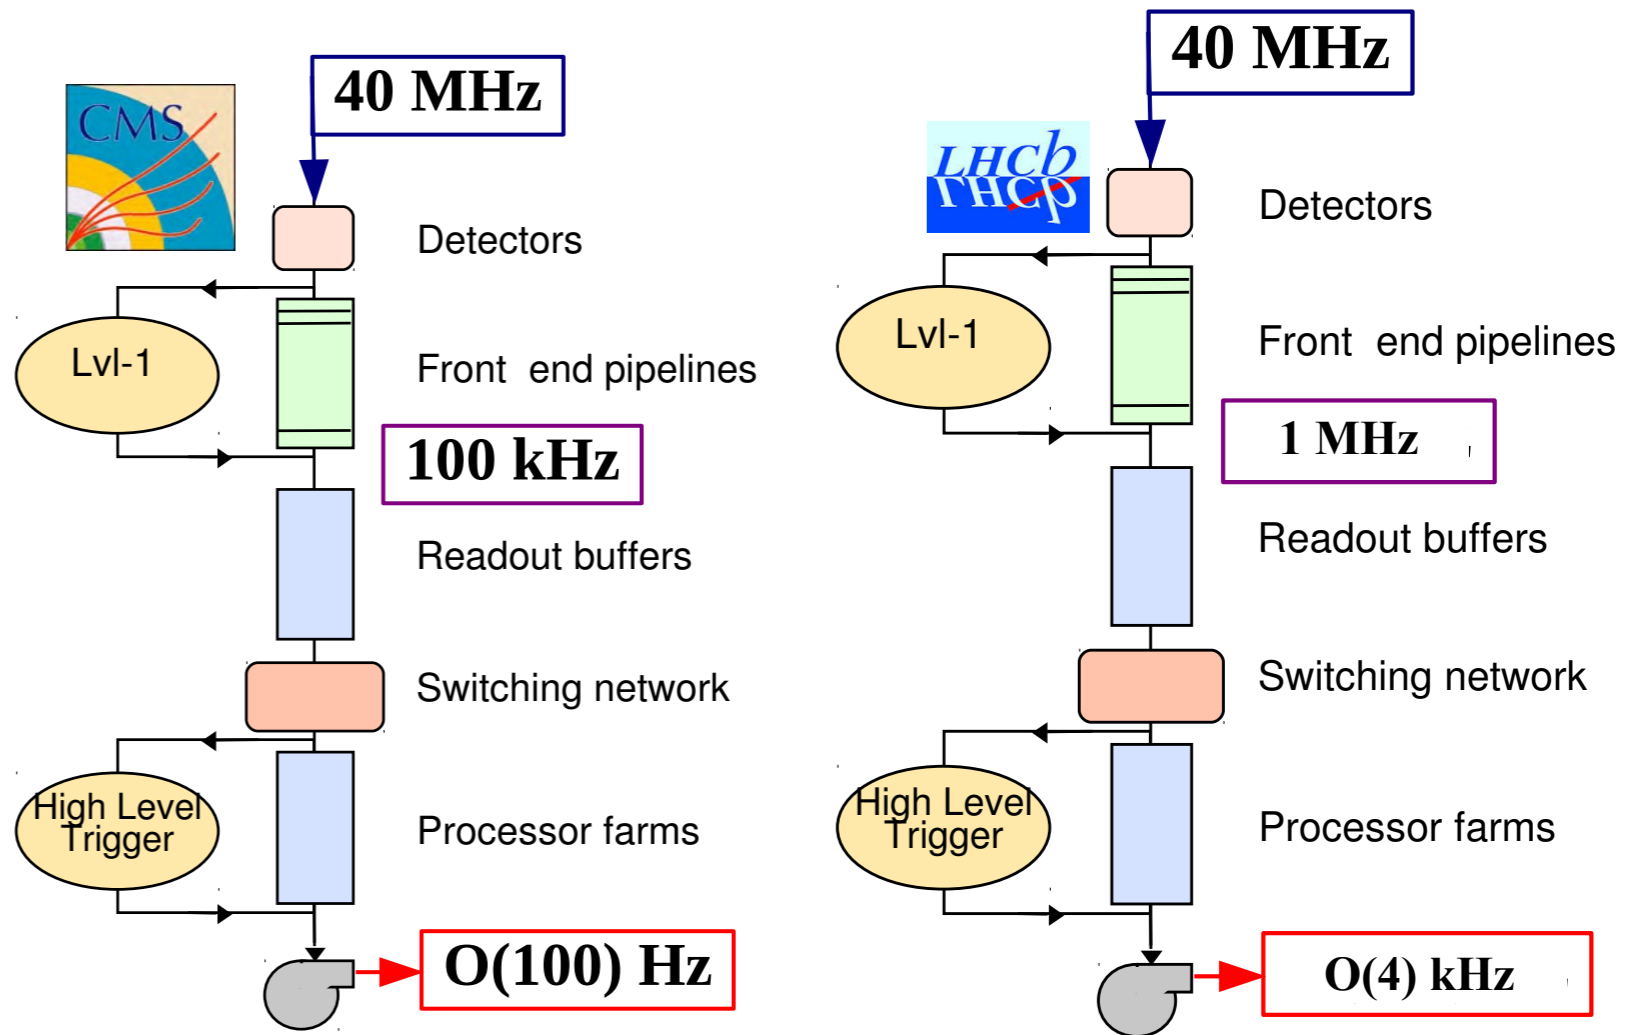 40 MHz
CMS
Detectors
Lvl-1
Front end pipelines
100 kHz
Readout buffers
Switching network
High Level
Trigger
Processor farms
O(100) Hz
40 MHz
LHCb
LHCb
Detectors
Lvl-1
Front end pipelines
1 MHz
Readout buffers
Switching network
High Level
Trigger
Processor farms
O(4) kHz